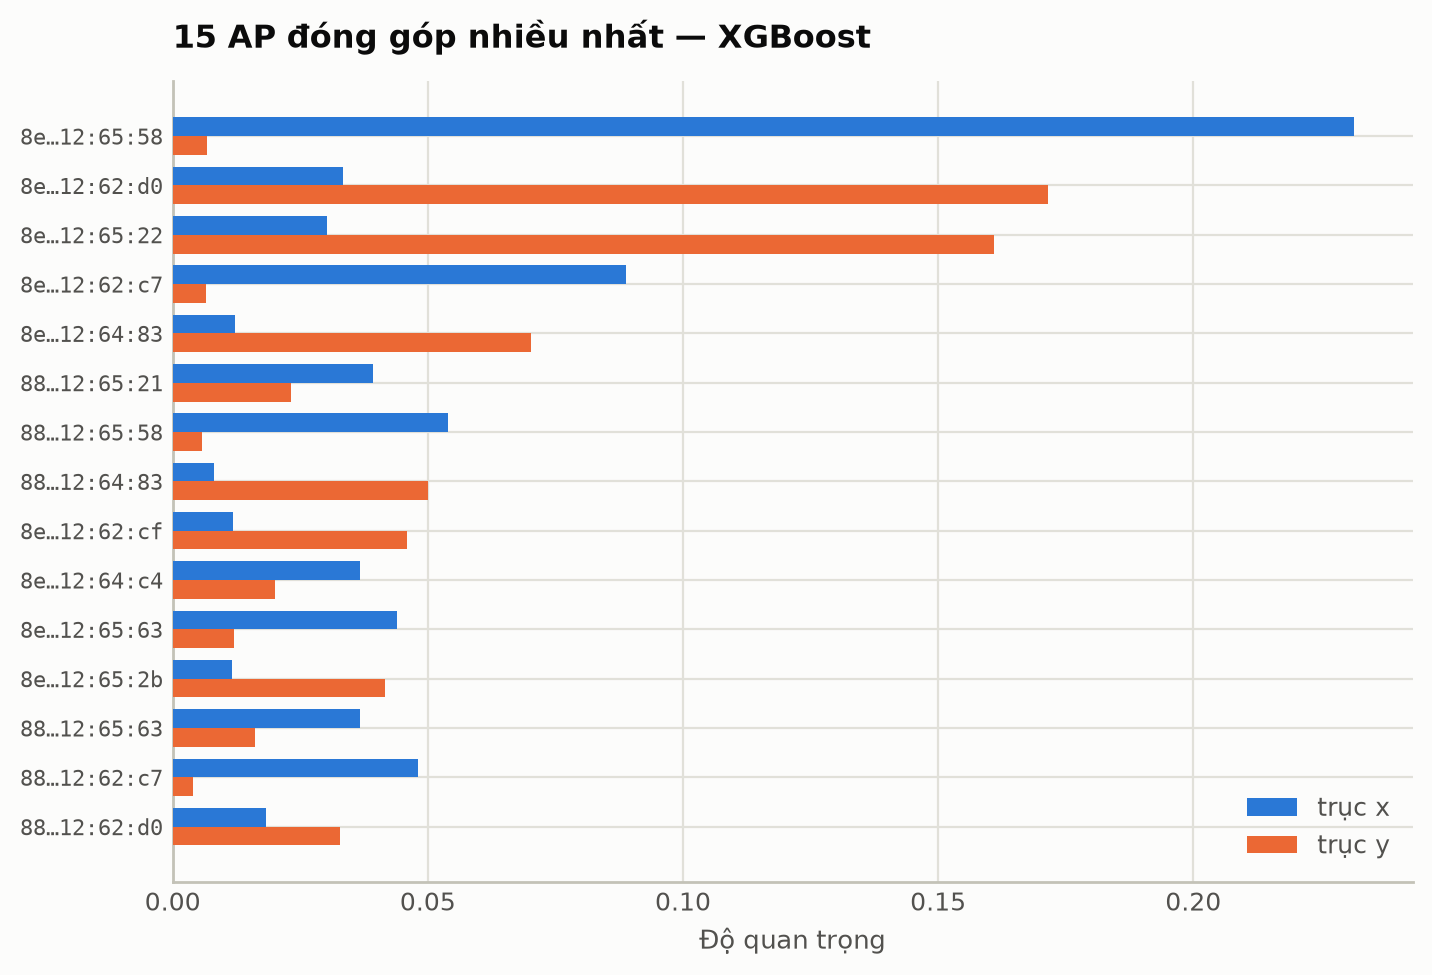 15 AP đóng góp nhiều nhất — XGBoost
8e…12:65:58
8e…12:62:d0
8e…12:65:22
8e…12:62:c7
8e…12:64:83
88…12:65:21
88…12:65:58
88…12:64:83
8e…12:62:cf
8e…12:64:c4
8e…12:65:63
8e…12:65:2b
88…12:65:63
88…12:62:c7
88…12:62:d0
trục x
trục y
0.00 0.05 0.10 0.15 0.20
Độ quan trọng